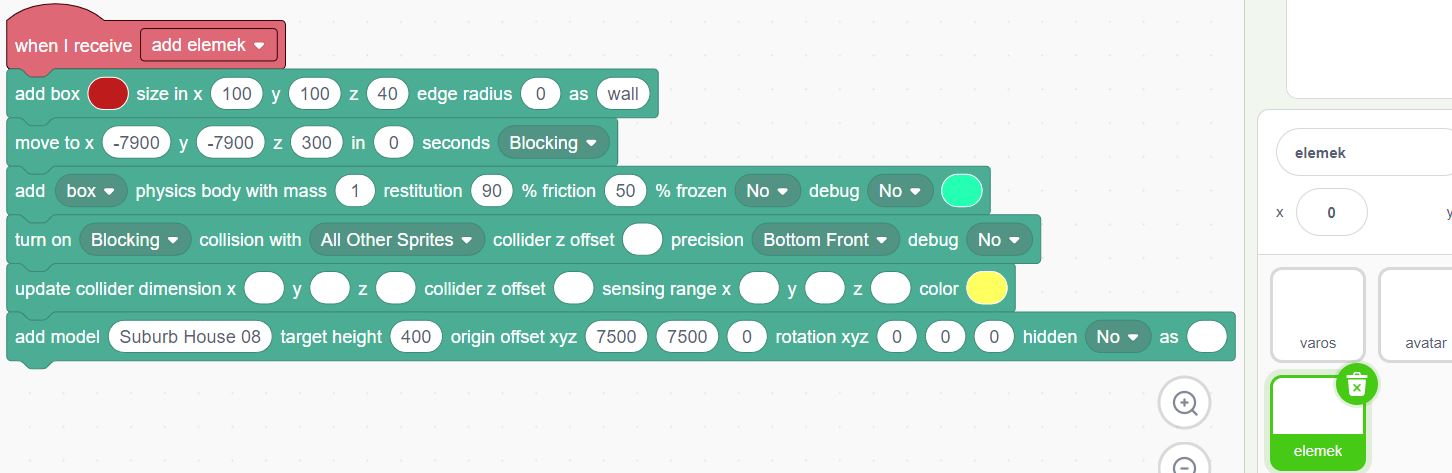 when I receive add elemek
add box size in x 100 y 100 z 40 edge radius 0 as wall
move to x -7900 y -7900 z 300 in 0 seconds Blocking
add box physics body with mass 1 restitution 90 % friction 50 % frozen No debug No
turn on Blocking collision with All Other Sprites collider z offset precision Bottom Front debug No
update collider dimension x y z collider z offset sensing range x y z color
add model Suburb House 08 target height 400 origin offset xyz 7500 7500 0 rotation xyz 0 0 0 hidden No as
elemek
x 0 y
varos
avatar
elemek